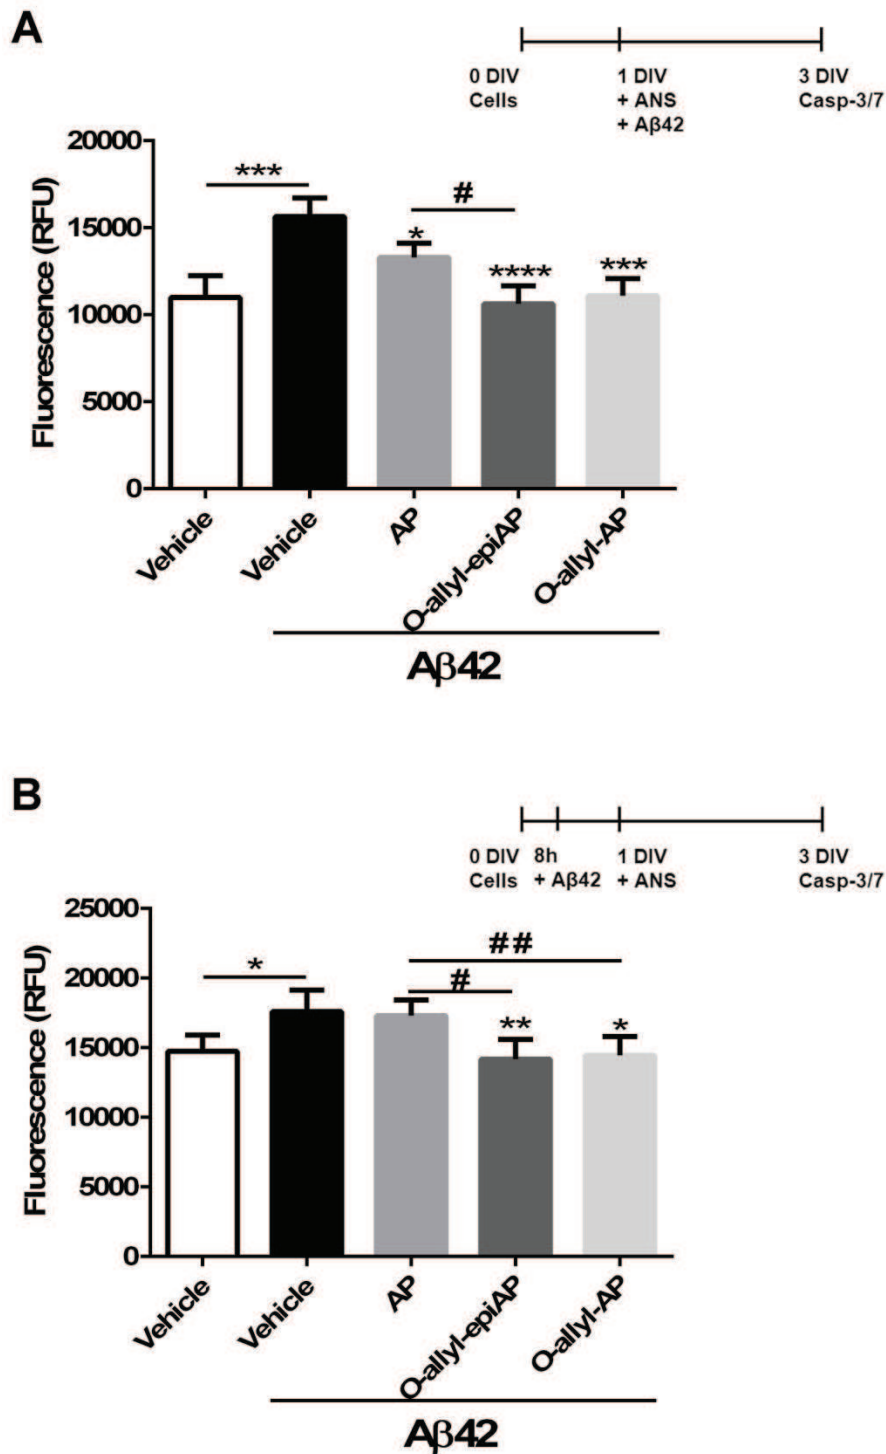 A
0 DIV 1 DIV 3 DIV
Cells + ANS Casp-3/7
+ Aβ42
Fluorescence (RFU)
20000
15000
10000
5000
0
***
#
*
****
***
Vehicle
Vehicle
AP
O-allyl-epiAP
O-allyl-AP
Aβ42
B
0 DIV 8h 1 DIV 3 DIV
Cells + Aβ42 + ANS Casp-3/7
Fluorescence (RFU)
25000
20000
15000
10000
5000
0
*
##
#
**
*
Vehicle
Vehicle
AP
O-allyl-epiAP
O-allyl-AP
Aβ42